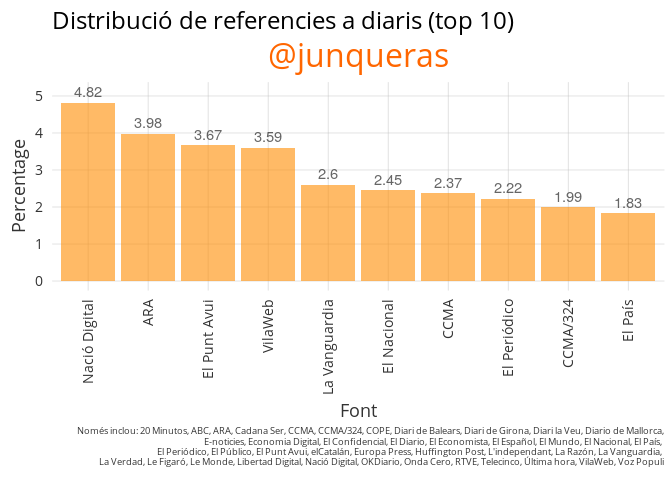 Distribució de referencies a diaris (top 10)
@junqueras
Percentage
5
4
3
2
1
0
4.82
3.98
3.67
3.59
2.6
2.45
2.37
2.22
1.99
1.83
Nació Digital
ARA
El Punt Avui
VilaWeb
La Vanguardia
El Nacional
CCMA
El Periódico
CCMA/324
El País
Font
Només inclou: 20 Minutos, ABC, ARA, Cadana Ser, CCMA, CCMA/324, COPE, Diari de Balears, Diari de Girona, Diari la Veu, Diario de Mallorca,
E-noticies, Economia Digital, El Confidencial, El Diario, El Economista, El Español, El Mundo, El Nacional, El País,
El Periódico, El Público, El Punt Avui, elCatalán, Europa Press, Huffington Post, L'independant, La Razón, La Vanguardia,
La Verdad, Le Figaró, Le Monde, Libertad Digital, Nació Digital, OKDiario, Onda Cero, RTVE, Telecinco, Última hora, VilaWeb, Voz Populi